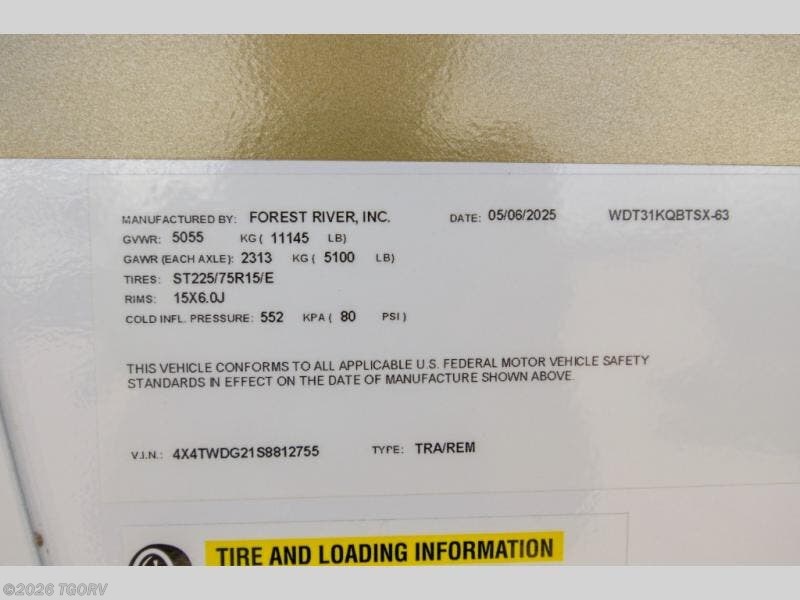 MANUFACTURED BY: FOREST RIVER, INC. DATE: 05/06/2025 WDT31KQBTSX-63
GVWR: 5055 KG ( 11145 LB)
GAWR (EACH AXLE): 2313 KG ( 5100 LB)
TIRES: ST225/75R15/E
RIMS: 15X6.0J
COLD INFL. PRESSURE: 552 KPA ( 80 PSI )
THIS VEHICLE CONFORMS TO ALL APPLICABLE U.S. FEDERAL MOTOR VEHICLE SAFETY
STANDARDS IN EFFECT ON THE DATE OF MANUFACTURE SHOWN ABOVE.
V.I.N.: 4X4TWDG21S8812755 TYPE: TRA/REM
TIRE AND LOADING INFORMATION
©2026 TGORV